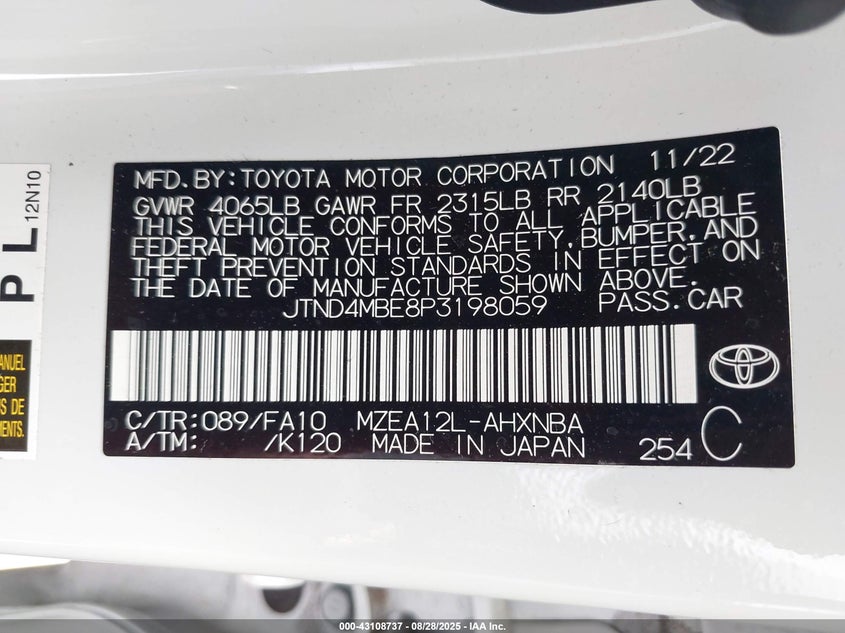 MFD.BY:TOYOTA MOTOR CORPORATION 11/22
GVWR 4065LB GAWR FR 2315LB RR 2140LB
THIS VEHICLE CONFORMS TO ALL APPLICABLE
FEDERAL MOTOR VEHICLE SAFETY,BUMPER,AND
THEFT PREVENTION STANDARDS IN EFFECT ON
THE DATE OF MANUFACTURE SHOWN ABOVE.
JTND4MBE8P3198059 PASS.CAR
C/TR:089/FA10 MZEA12L-AHXNBA
A/TM: /K120 MADE IN JAPAN 254 C
P L 12N10
MANUEL
US DE
000-43108737 - 08/28/2025 - IAA Inc.